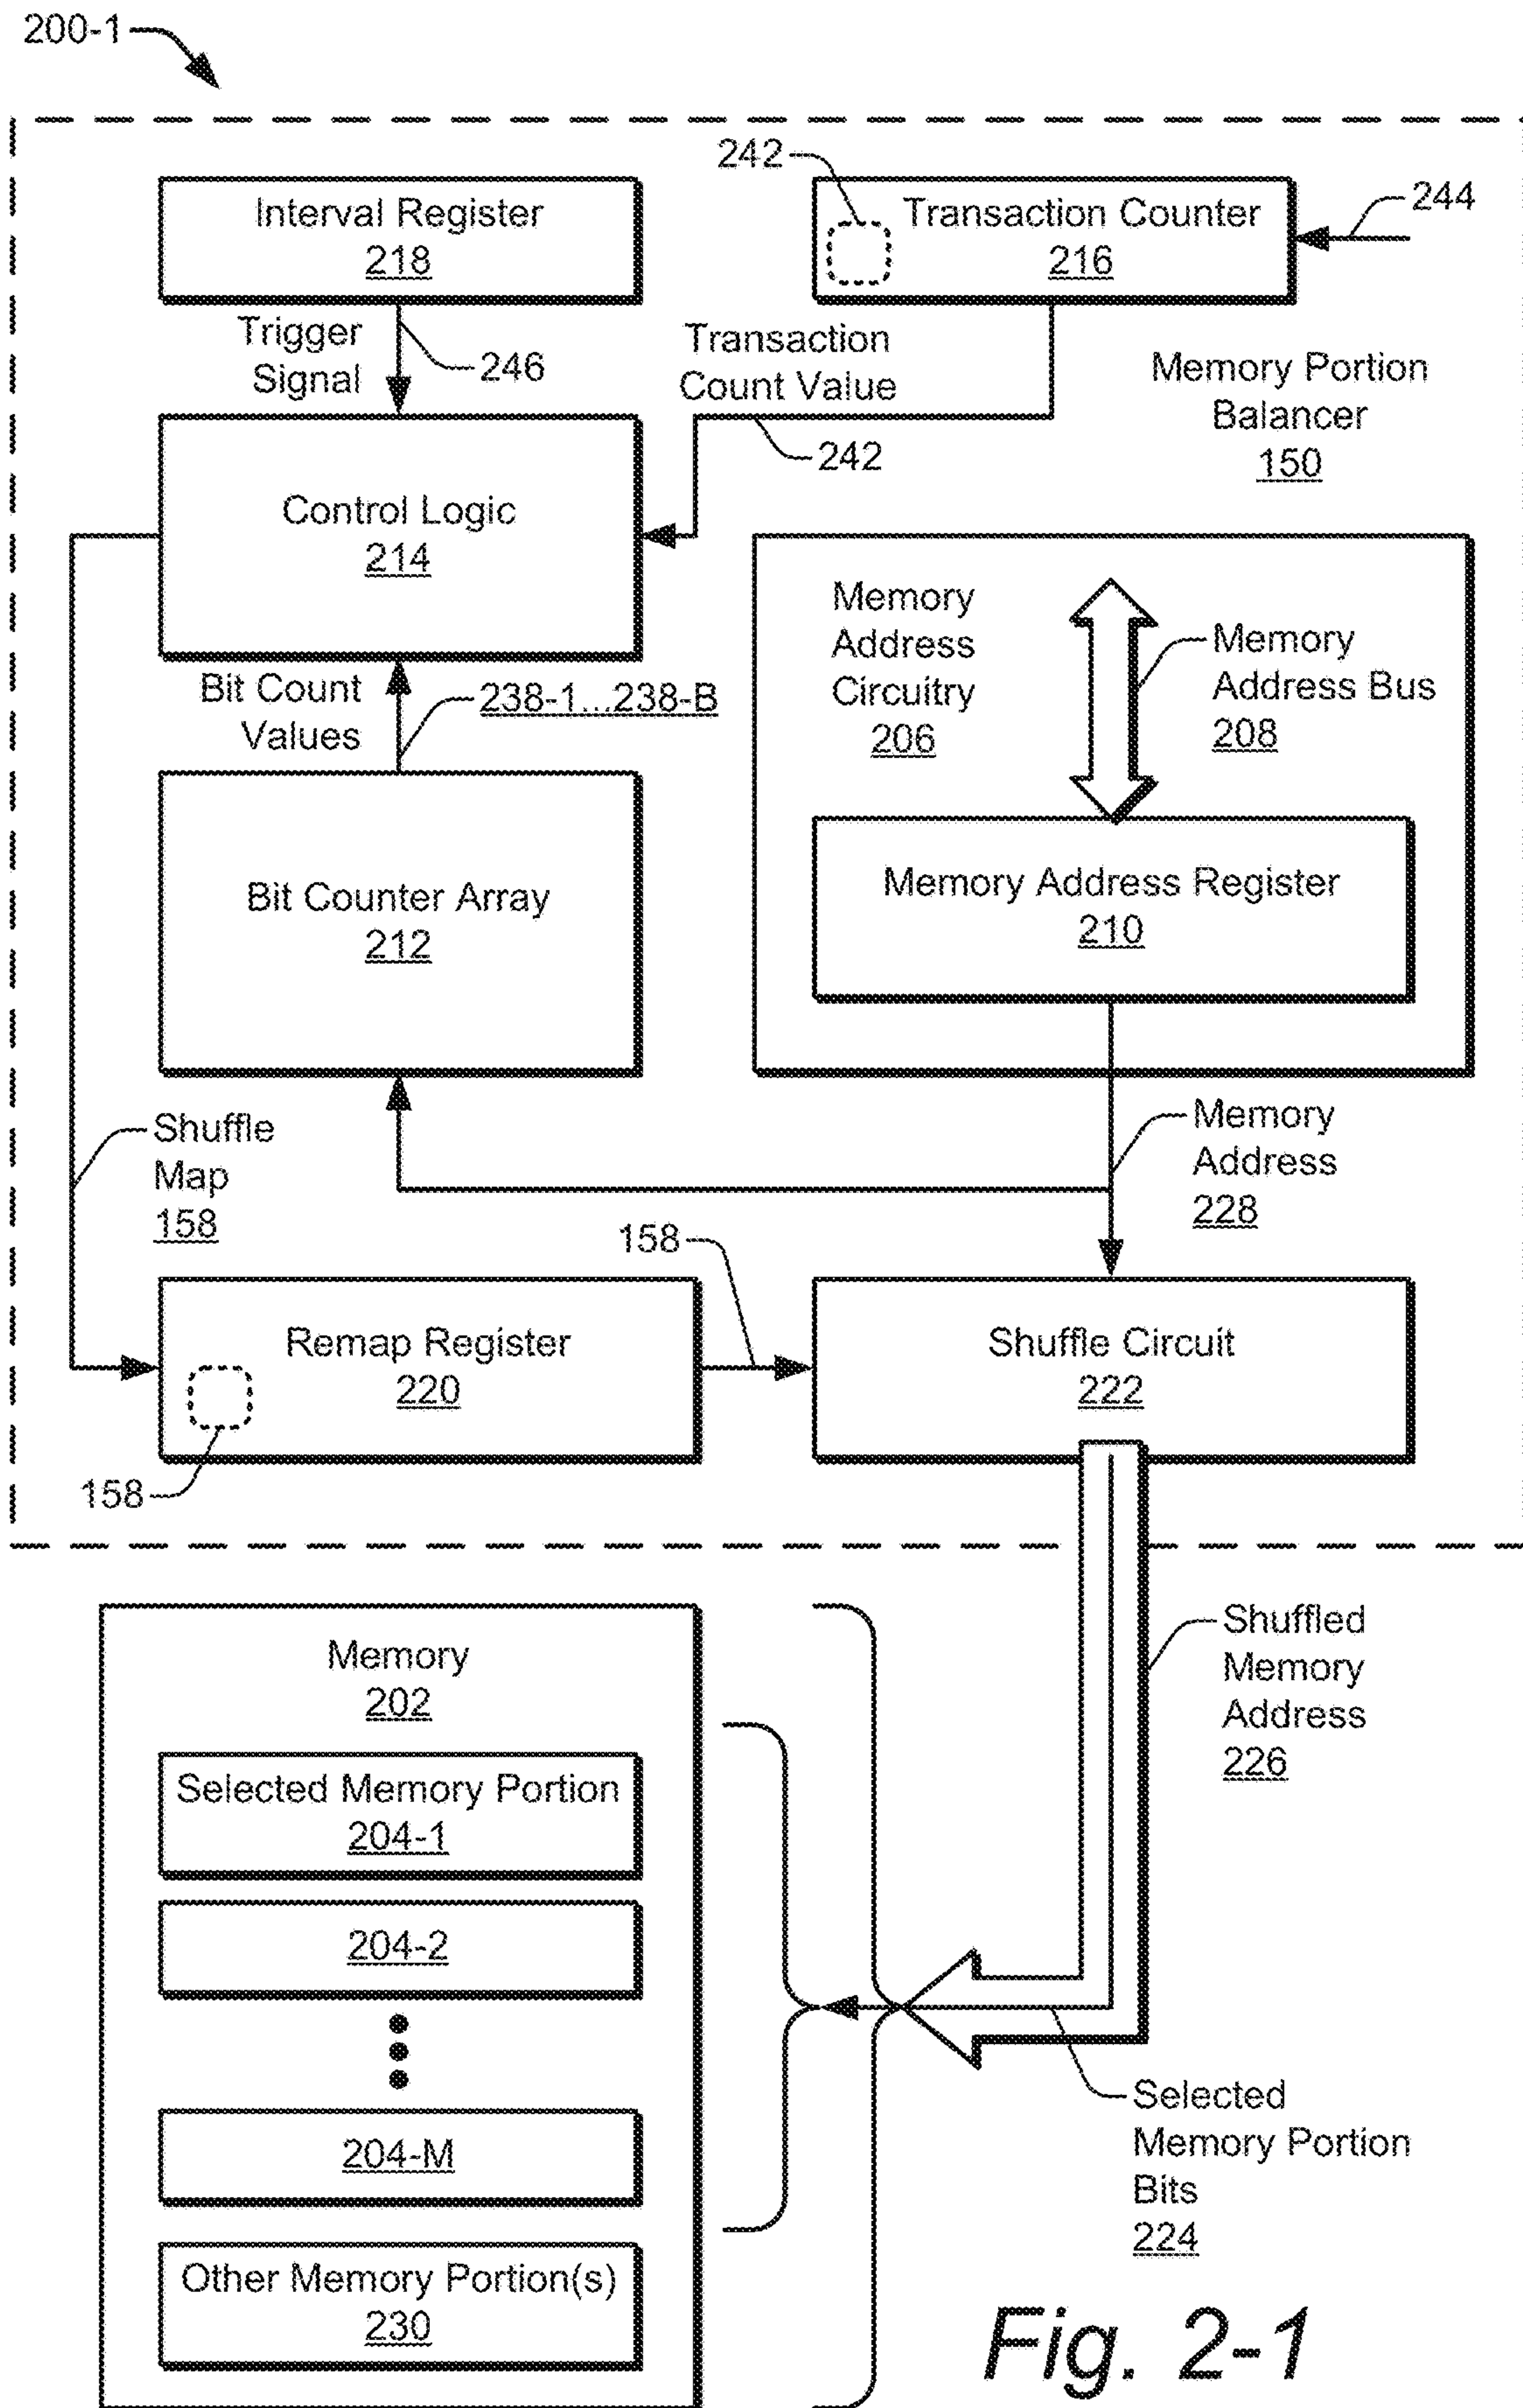 200-1
242
Interval Register
218
Transaction Counter
216
244
Trigger
Signal
246
Transaction
Count Value
242
Memory Portion
Balancer
150
Control Logic
214
Memory
Address
Circuitry
206
Memory
Address Bus
208
Bit Count
Values
238-1...238-B
Bit Counter Array
212
Memory Address Register
210
Shuffle
Map
158
Memory
Address
228
158
Remap Register
220
158
Shuffle Circuit
222
Memory
202
Shuffled
Memory
Address
226
Selected Memory Portion
204-1
204-2
204-M
Selected
Memory Portion
Bits
224
Other Memory Portion(s)
230
Fig. 2-1